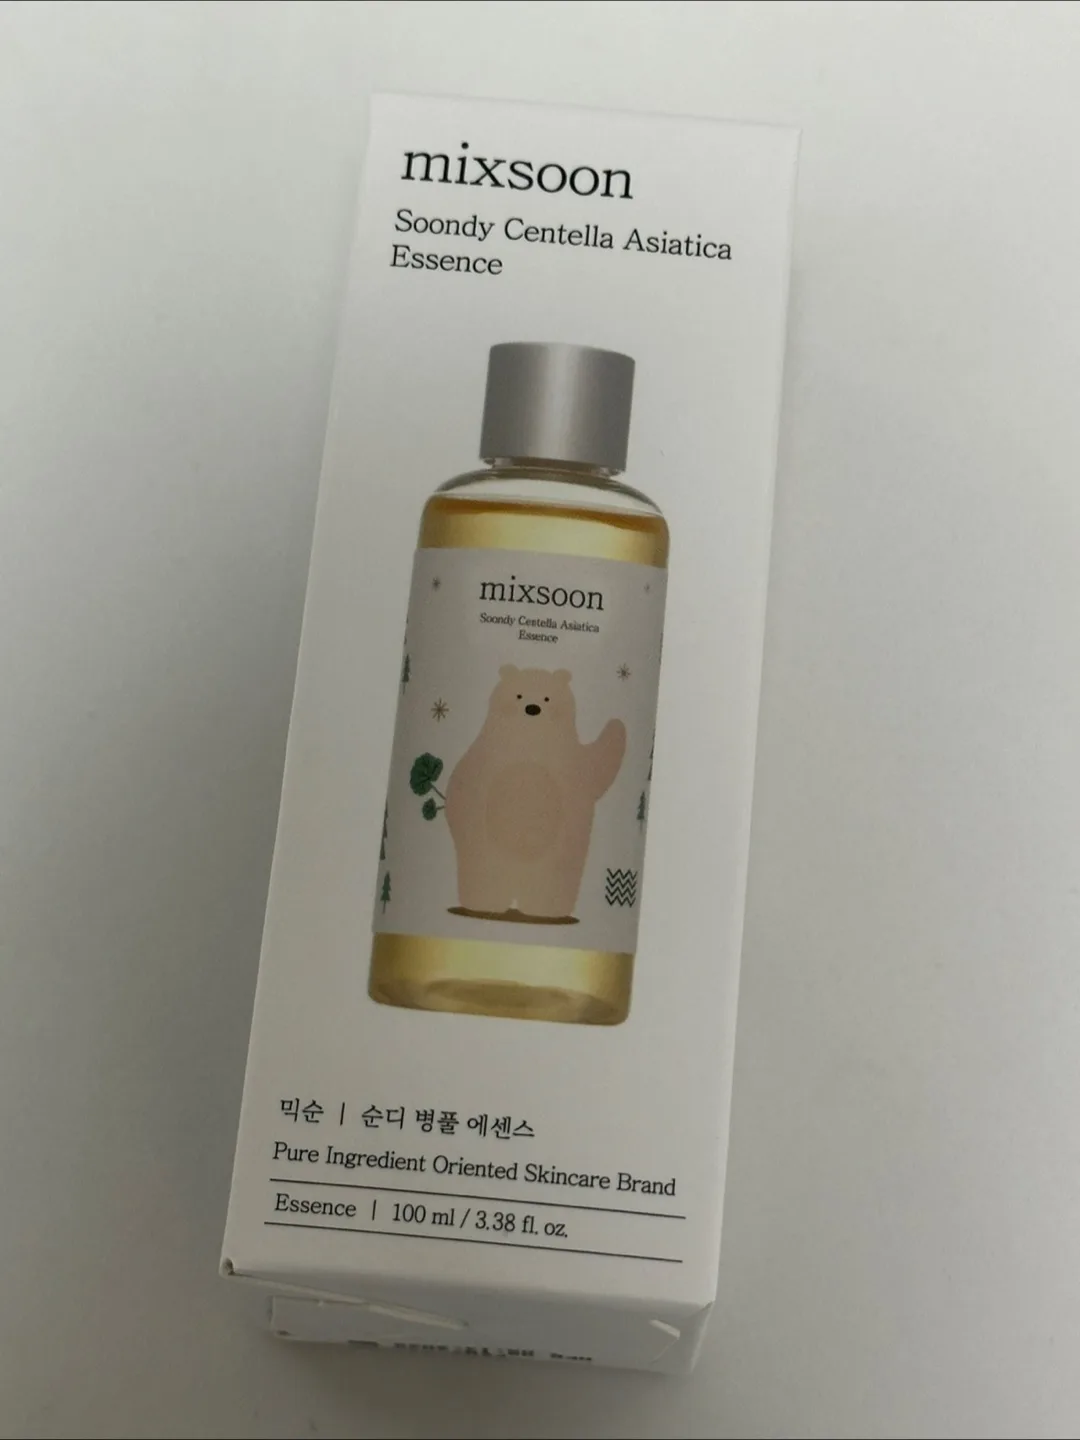 mixsoon
Soondy Centella Asiatica
Essence
mixsoon
Soondy Centella Asiatica
Essence
믹순 | 순디 병풀 에센스
Pure Ingredient Oriented Skincare Brand
Essence | 100 ml / 3.38 fl. oz.